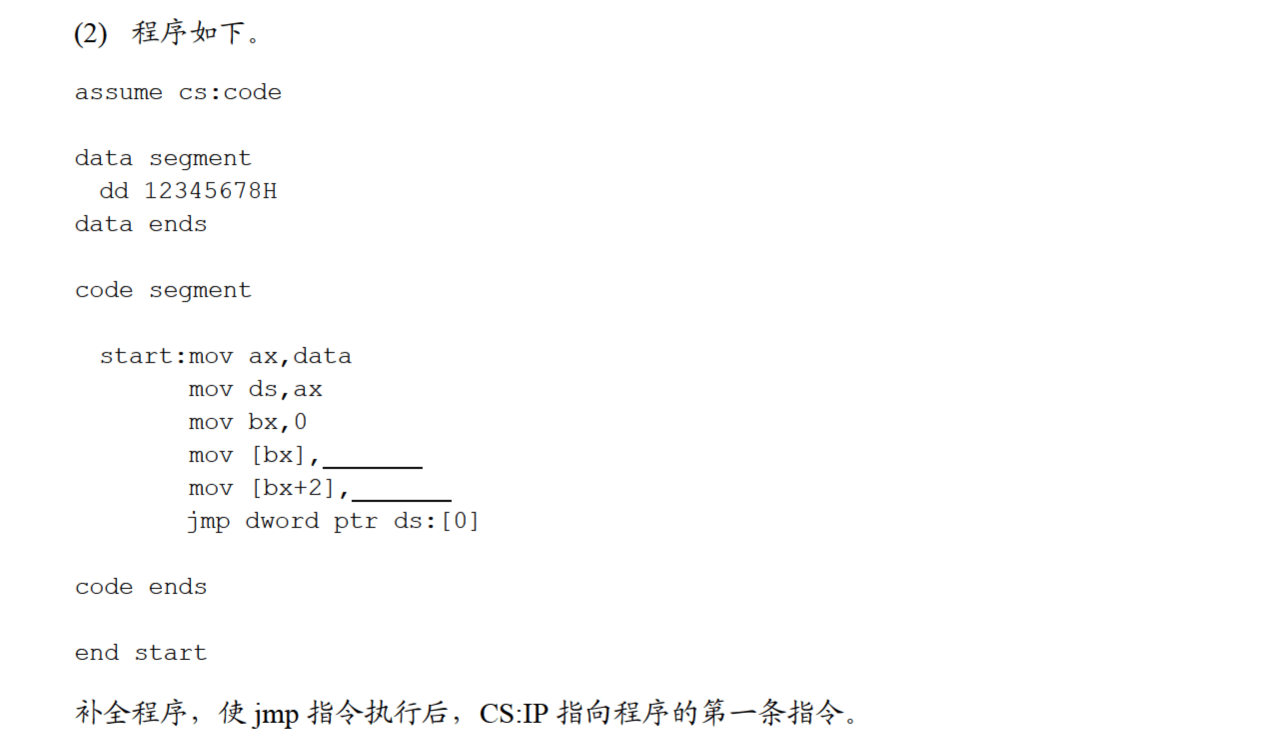 (2) 程序如下。
assume cs:code
data segment
dd 12345678H
data ends
code segment
start:mov ax,data
mov ds,ax
mov bx,0
mov [bx],______
mov [bx+2],______
jmp dword ptr ds:[0]
code ends
end start
补全程序，使 jmp 指令执行后，CS:IP 指向程序的第一条指令。